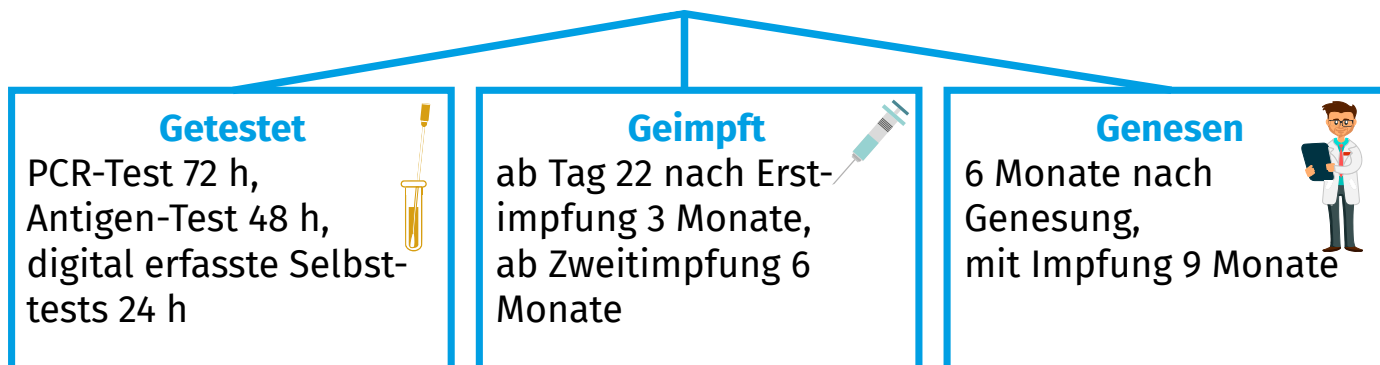 Getestet
PCR-Test 72 h,
Antigen-Test 48 h,
digital erfasste Selbst-
tests 24 h
Geimpft
ab Tag 22 nach Erst-
impfung 3 Monate,
ab Zweitimpfung 6
Monate
Genesen
6 Monate nach
Genesung,
mit Impfung 9 Monate